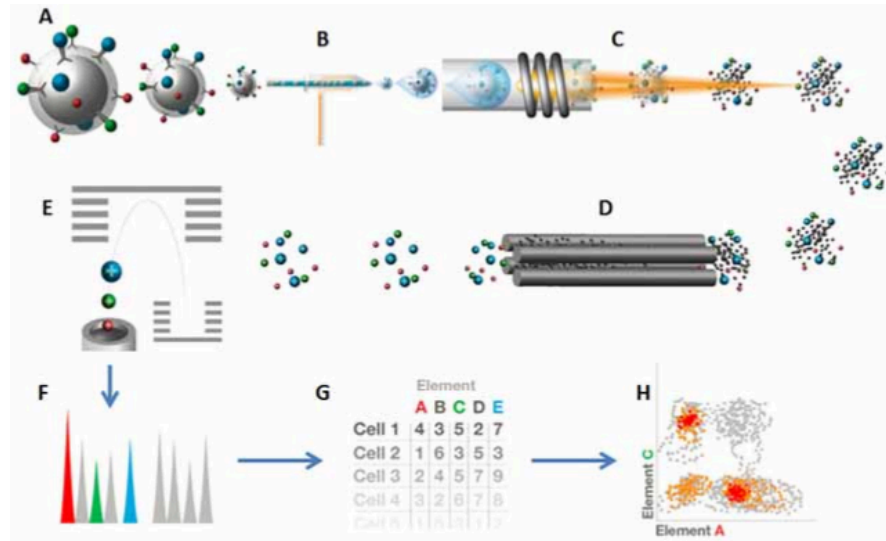 A
B
C
E
D
F
G
H
Element
A B C D E
Cell 1 4 3 5 2 7
Cell 2 1 6 3 5 3
Cell 3 2 4 5 7 9
Cell 4 3 2 6 7 8
Element C
Element A